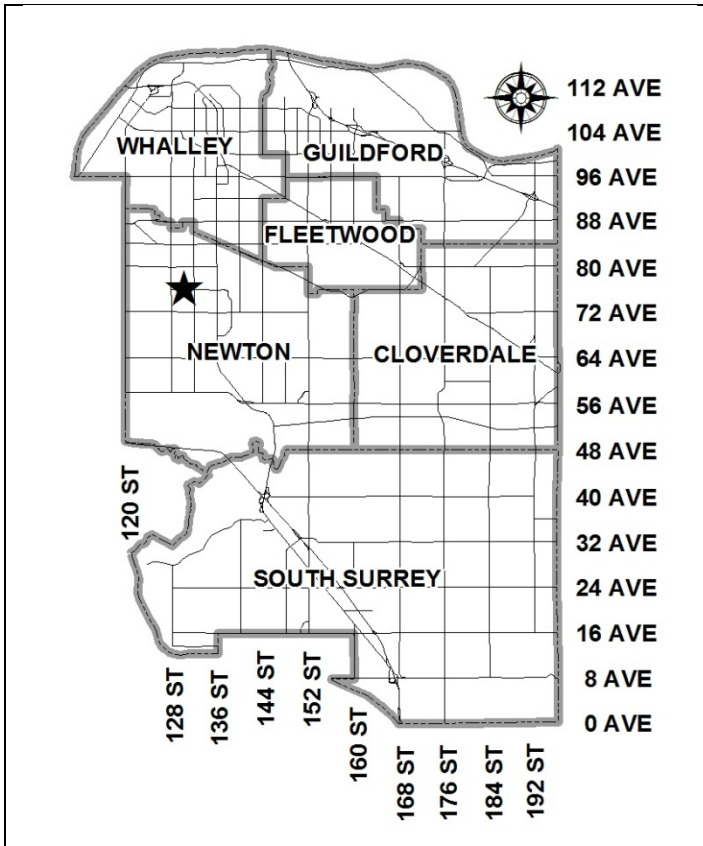 112 AVE
104 AVE
WHALLEY
GUILDFORD
96 AVE
88 AVE
FLEETWOOD
80 AVE
72 AVE
NEWTON
CLOVERDALE
64 AVE
56 AVE
48 AVE
120 ST
40 AVE
32 AVE
SOUTH SURREY
24 AVE
16 AVE
128 ST
136 ST
144 ST
152 ST
160 ST
8 AVE
0 AVE
168 ST
176 ST
184 ST
192 ST